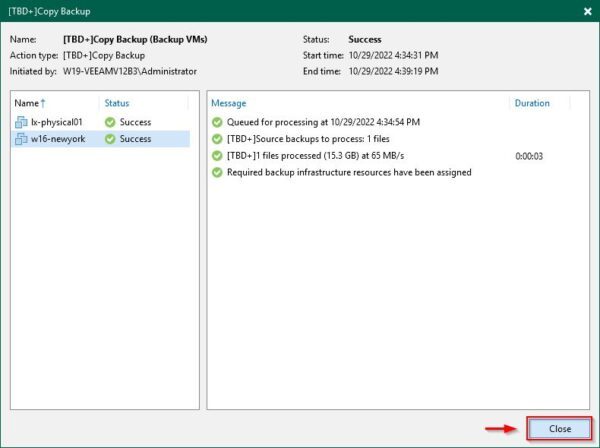 [TBD+]Copy Backup
Name: [TBD+]Copy Backup (Backup VMs) Status: Success
Action type: [TBD+]Copy Backup Start time: 10/29/2022 4:34:31 PM
Initiated by: W19-VEEAMV12B3\Administrator End time: 10/29/2022 4:39:19 PM
Name Status Message Duration
lx-physical01 Success Queued for processing at 10/29/2022 4:34:54 PM
w16-newyork Success [TBD+]Source backups to process: 1 files
[TBD+]1 files processed (15.3 GB) at 65 MB/s 0:00:03
Required backup infrastructure resources have been assigned
Close